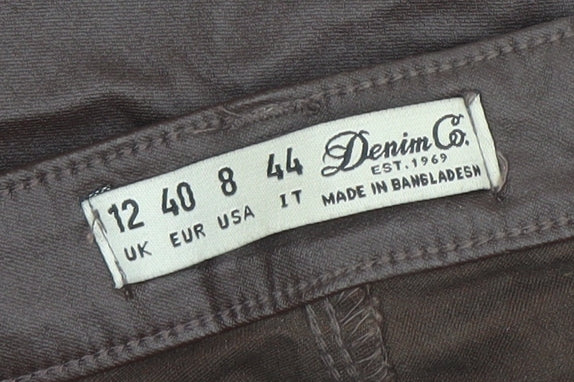 12 40 8 44
UK EUR USA IT
Denim Co.
EST. 1969
MADE IN BANGLADESH